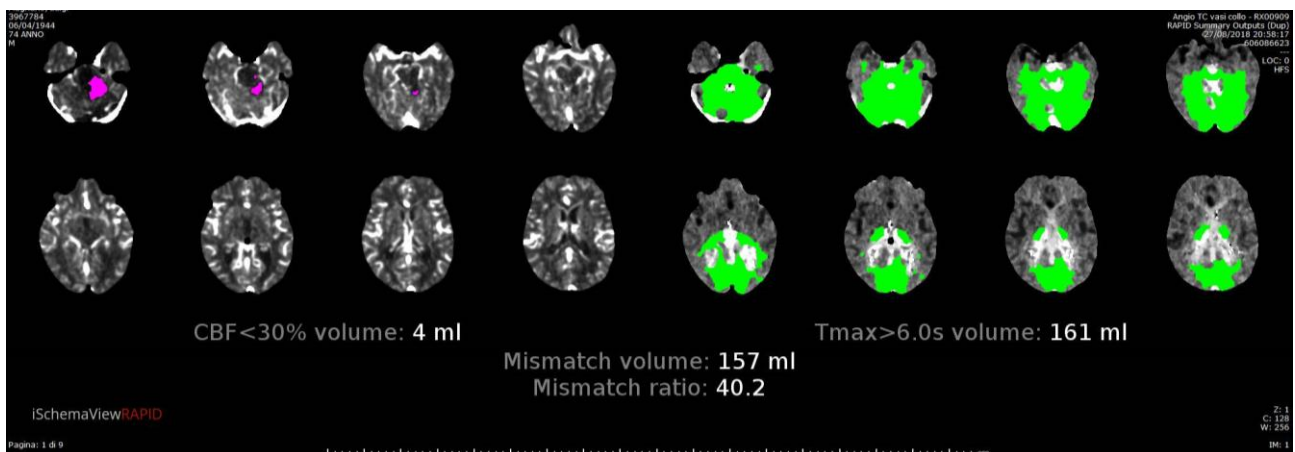 3967784
06/04/1944
74 ANNO
M
Angio TC vasi collo - RX00909
RAPID Summary Outputs (Dup)
27/08/2018 20:58:17
606086623
---
LOC: 0
HFS
CBF<30% volume: 4 ml
Tmax>6.0s volume: 161 ml
Mismatch volume: 157 ml
Mismatch ratio: 40.2
iSchemaViewRAPID
Z: 1
C: 128
W: 256
Pagina: 1 di 9
IM: 1